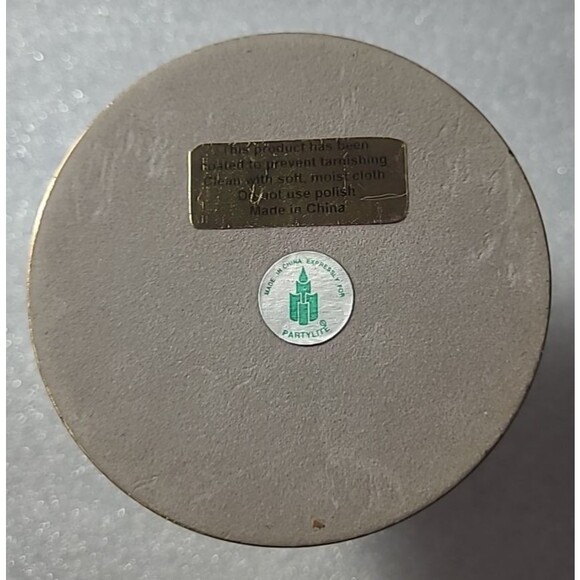 This product has been
coated to prevent tarnishing
Clean with soft, moist cloth
Do not use polish
Made in China
MADE IN CHINA EXPRESSLY FOR
PARTYLITE ®